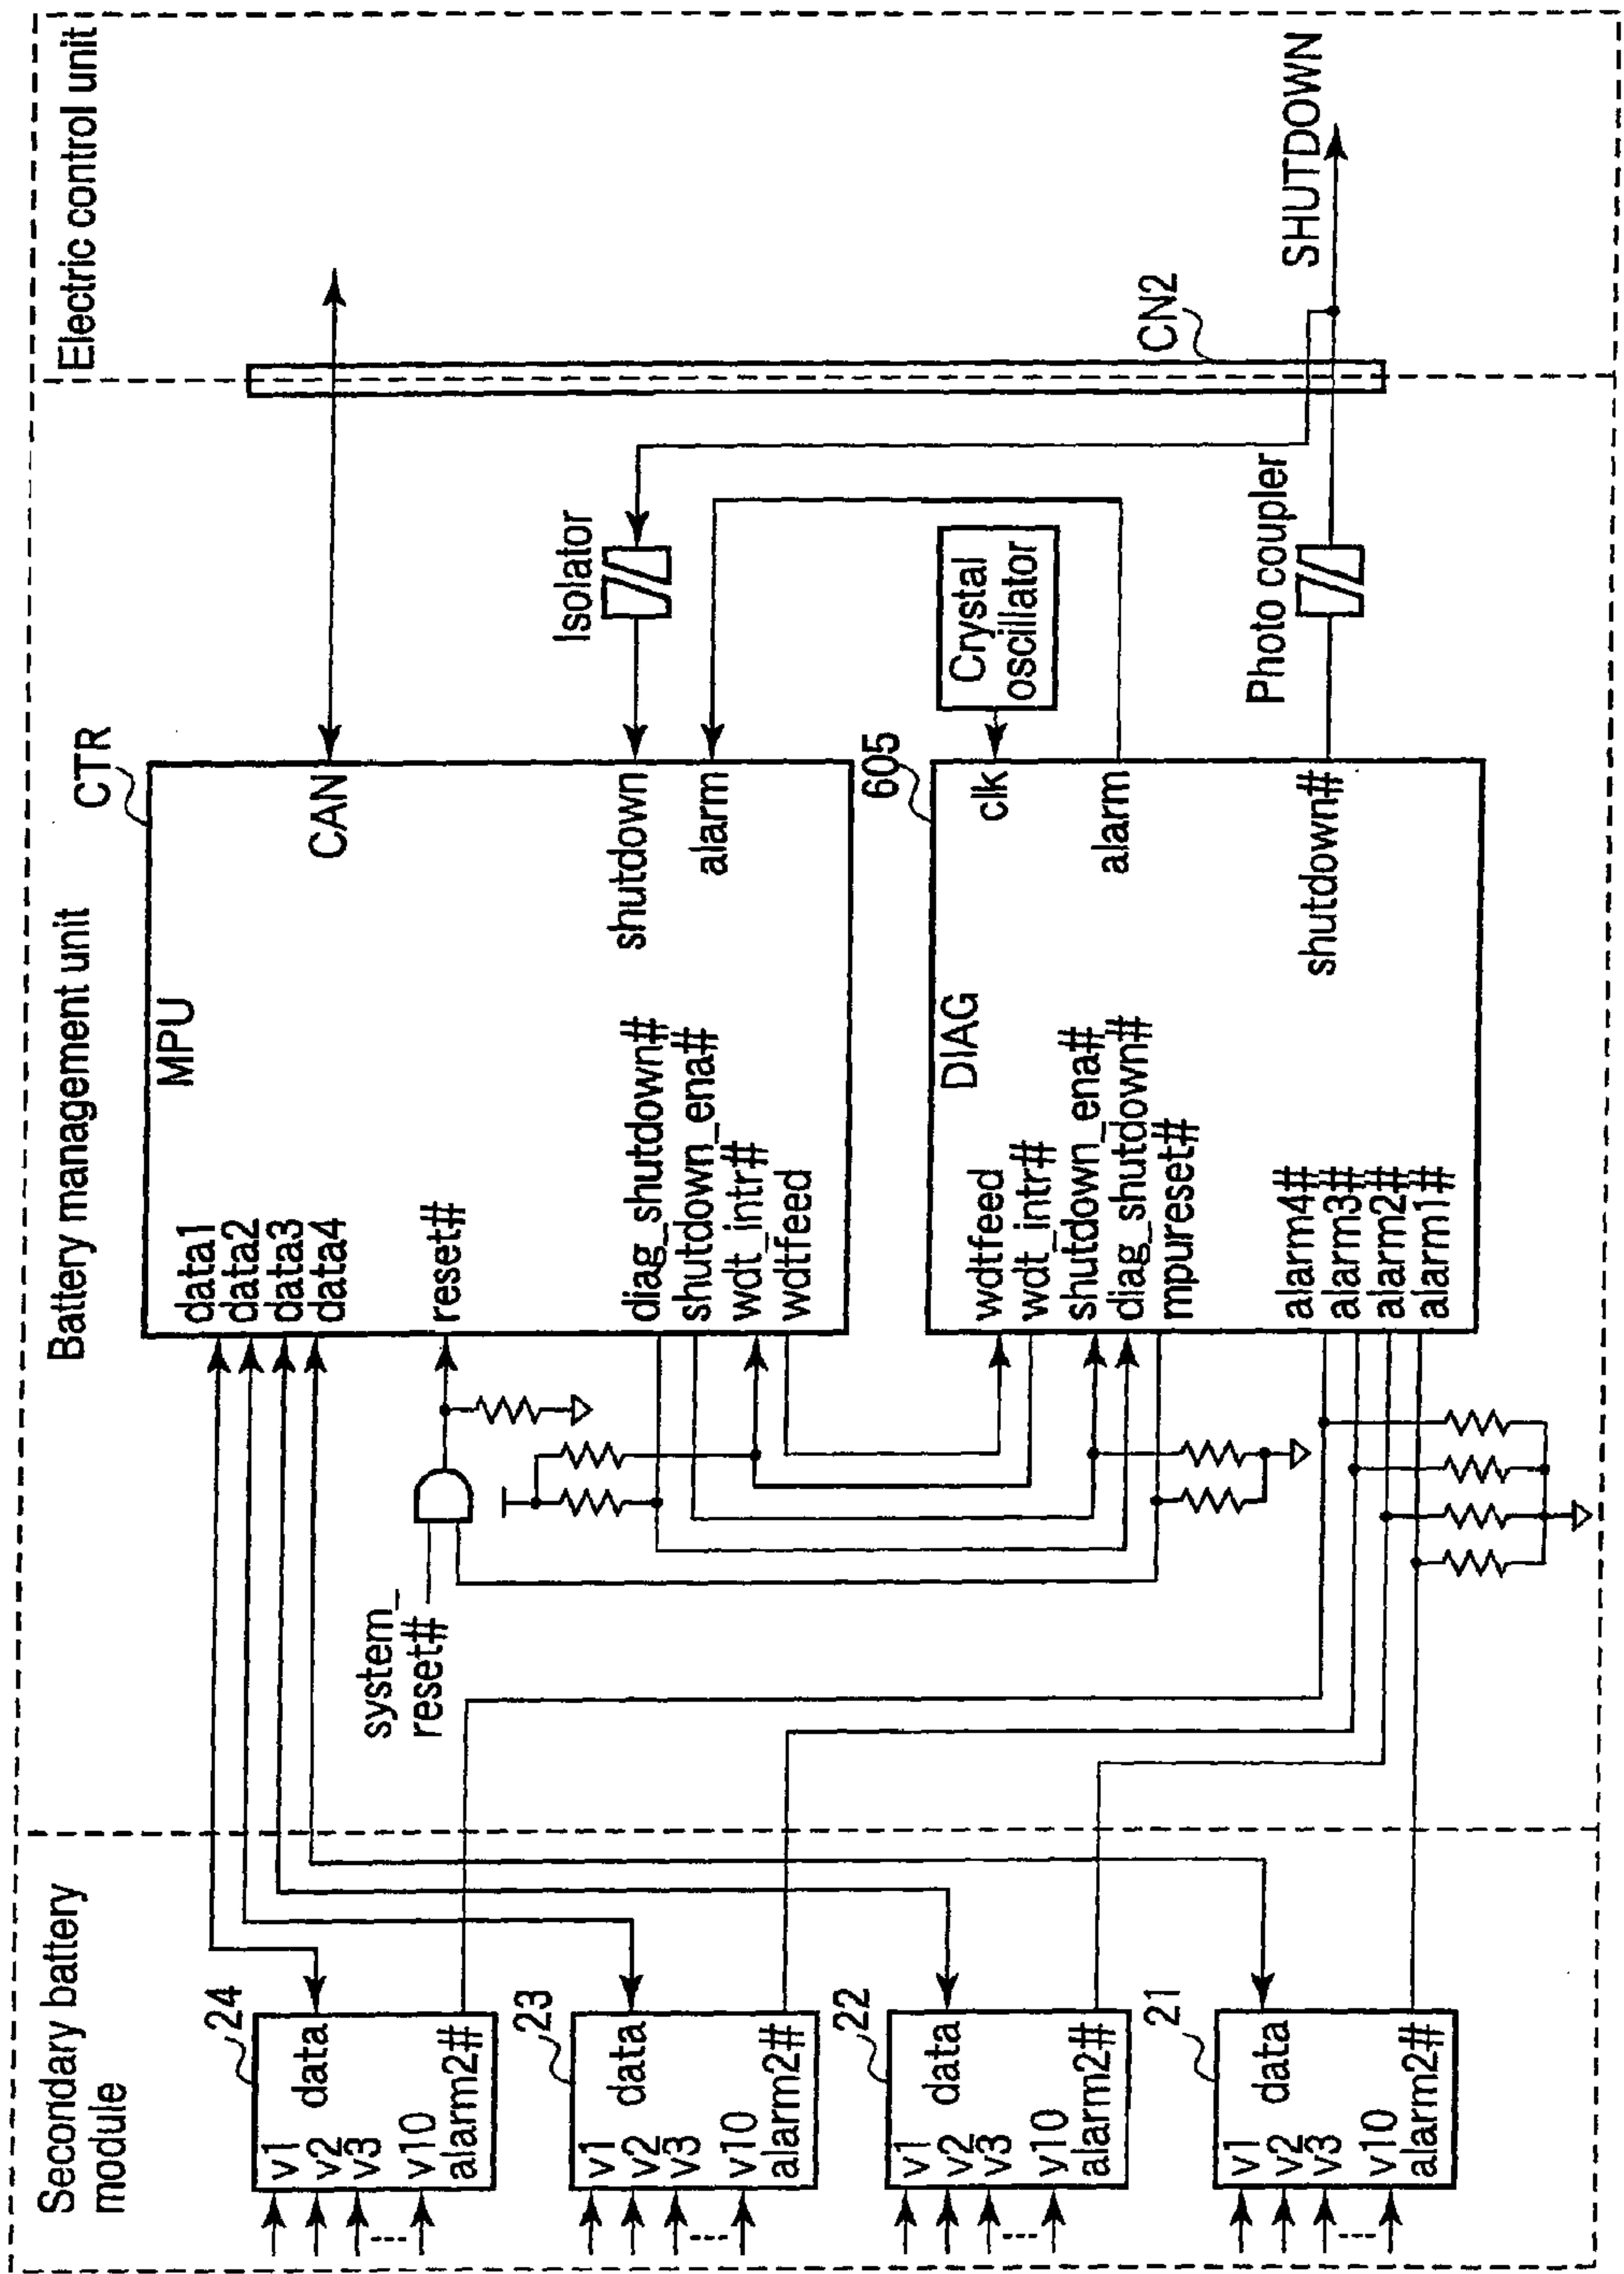 Secondary battery
module
24
v1
v2
v3
v10
data
alarm2#
23
v1
v2
v3
v10
data
alarm2#
22
v1
v2
v3
v10
data
alarm2#
21
v1
v2
v3
v10
data
alarm2#
Battery management unit
system_
reset#
CTR
MPU
data1
data2
data3
data4
reset#
diag_shutdown#
shutdown_ena#
wdt_intr#
wdtfeed
CAN
shutdown
alarm
Isolator
605
DIAG
wdtfeed
wdt_intr#
shutdown_ena#
diag_shutdown#
mpureset#
alarm4#
alarm3#
alarm2#
alarm1#
clk
alarm
shutdown#
Crystal
oscillator
Photo coupler
Electric control unit
CN2
SHUTDOWN